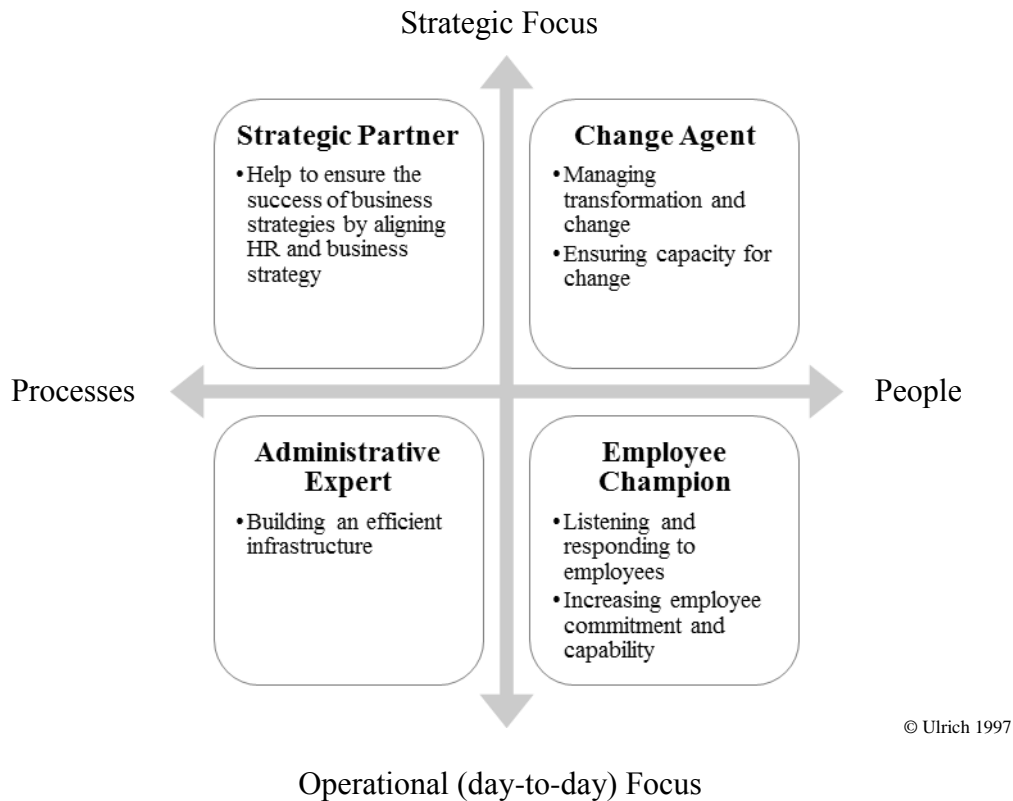 Strategic Focus
Strategic Partner
•Help to ensure the
success of business
strategies by aligning
HR and business
strategy
Change Agent
•Managing
transformation and
change
•Ensuring capacity for
change
Processes
People
Administrative
Expert
•Building an efficient
infrastructure
Employee
Champion
•Listening and
responding to
employees
•Increasing employee
commitment and
capability
© Ulrich 1997
Operational (day-to-day) Focus